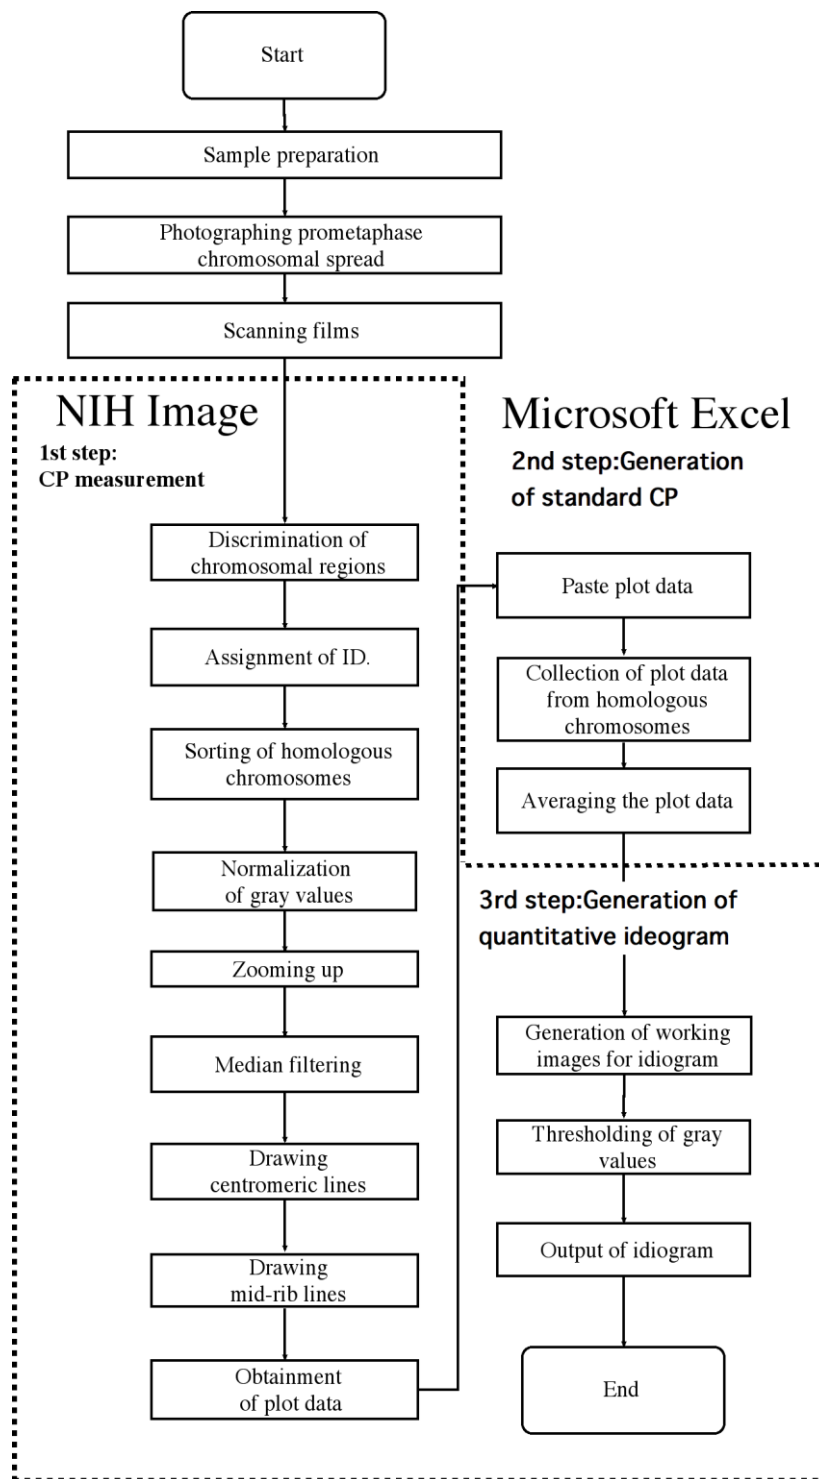 Start
Sample preparation
Photographing prometaphase
chromosomal spread
Scanning films
NIH Image
1st step:
CP measurement
Discrimination of
chromosomal regions
Assignment of ID.
Sorting of homologous
chromosomes
Normalization
of gray values
Zooming up
Median filtering
Drawing
centromeric lines
Drawing
mid-rib lines
Obtainment
of plot data
Microsoft Excel
2nd step:Generation
of standard CP
Paste plot data
Collection of plot data
from homologous
chromosomes
Averaging the plot data
3rd step:Generation of
quantitative ideogram
Generation of working
images for idiogram
Thresholding of gray
values
Output of idiogram
End